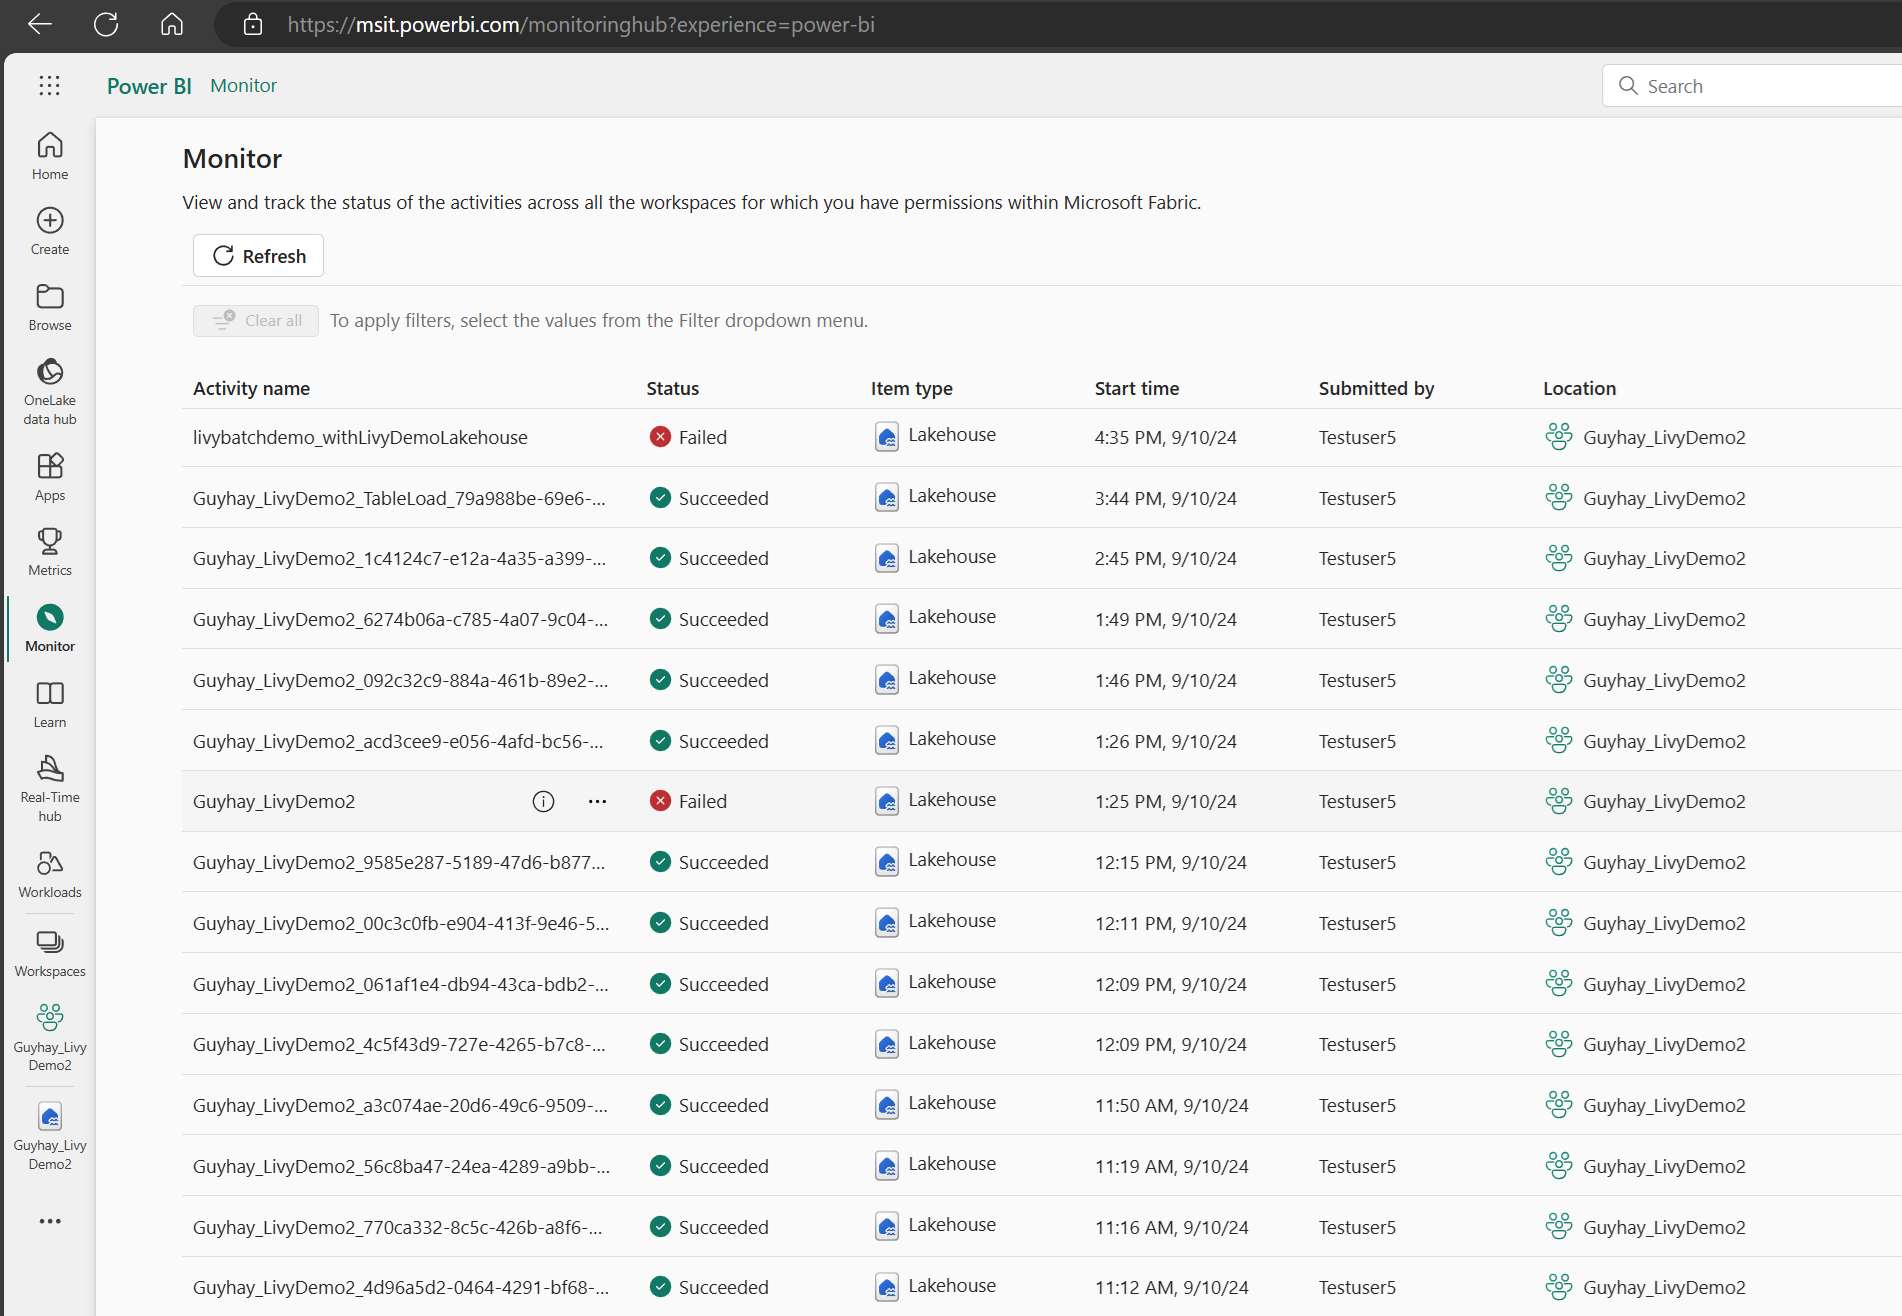 https://msit.powerbi.com/monitoringhub?experience=power-bi
Power BI Monitor
Search
Home
Create
Browse
OneLake
data hub
Apps
Metrics
Monitor
Learn
Real-Time
hub
Workloads
Workspaces
Guyhay_Livy
Demo2
Guyhay_Livy
Demo2
Monitor
View and track the status of the activities across all the workspaces for which you have permissions within Microsoft Fabric.
Refresh
Clear all To apply filters, select the values from the Filter dropdown menu.
Activity name Status Item type Start time Submitted by Location
livybatchdemo_withLivyDemoLakehouse Failed Lakehouse 4:35 PM, 9/10/24 Testuser5 Guyhay_LivyDemo2
Guyhay_LivyDemo2_TableLoad_79a988be-69e6-... Succeeded Lakehouse 3:44 PM, 9/10/24 Testuser5 Guyhay_LivyDemo2
Guyhay_LivyDemo2_1c4124c7-e12a-4a35-a399-... Succeeded Lakehouse 2:45 PM, 9/10/24 Testuser5 Guyhay_LivyDemo2
Guyhay_LivyDemo2_6274b06a-c785-4a07-9c04-... Succeeded Lakehouse 1:49 PM, 9/10/24 Testuser5 Guyhay_LivyDemo2
Guyhay_LivyDemo2_092c32c9-884a-461b-89e2-... Succeeded Lakehouse 1:46 PM, 9/10/24 Testuser5 Guyhay_LivyDemo2
Guyhay_LivyDemo2_acd3cee9-e056-4afd-bc56-... Succeeded Lakehouse 1:26 PM, 9/10/24 Testuser5 Guyhay_LivyDemo2
Guyhay_LivyDemo2 ... Failed Lakehouse 1:25 PM, 9/10/24 Testuser5 Guyhay_LivyDemo2
Guyhay_LivyDemo2_9585e287-5189-47d6-b877... Succeeded Lakehouse 12:15 PM, 9/10/24 Testuser5 Guyhay_LivyDemo2
Guyhay_LivyDemo2_00c3c0fb-e904-413f-9e46-5... Succeeded Lakehouse 12:11 PM, 9/10/24 Testuser5 Guyhay_LivyDemo2
Guyhay_LivyDemo2_061af1e4-db94-43ca-bdb2-... Succeeded Lakehouse 12:09 PM, 9/10/24 Testuser5 Guyhay_LivyDemo2
Guyhay_LivyDemo2_4c5f43d9-727e-4265-b7c8-... Succeeded Lakehouse 12:09 PM, 9/10/24 Testuser5 Guyhay_LivyDemo2
Guyhay_LivyDemo2_a3c074ae-20d6-49c6-9509-... Succeeded Lakehouse 11:50 AM, 9/10/24 Testuser5 Guyhay_LivyDemo2
Guyhay_LivyDemo2_56c8ba47-24ea-4289-a9bb-... Succeeded Lakehouse 11:19 AM, 9/10/24 Testuser5 Guyhay_LivyDemo2
Guyhay_LivyDemo2_770ca332-8c5c-426b-a8f6-... Succeeded Lakehouse 11:16 AM, 9/10/24 Testuser5 Guyhay_LivyDemo2
Guyhay_LivyDemo2_4d96a5d2-0464-4291-bf68-... Succeeded Lakehouse 11:12 AM, 9/10/24 Testuser5 Guyhay_LivyDemo2